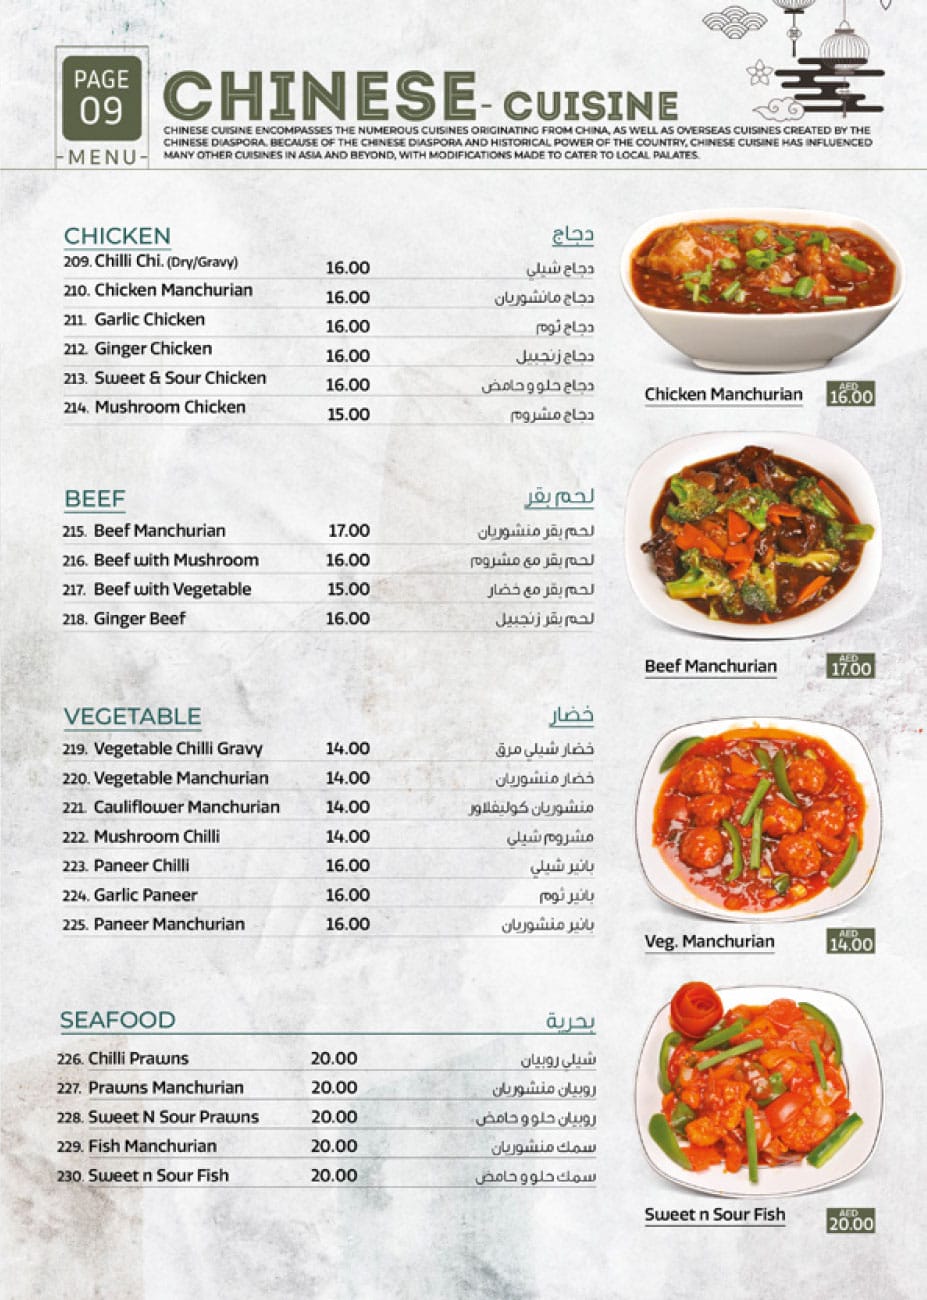 PAGE
09
-MENU-
CHINESE- CUISINE
CHINESE CUISINE ENCOMPASSES THE NUMEROUS CUISINES ORIGINATING FROM CHINA, AS WELL AS OVERSEAS CUISINES CREATED BY THE
CHINESE DIASPORA. BECAUSE OF THE CHINESE DIASPORA AND HISTORICAL POWER OF THE COUNTRY, CHINESE CUISINE HAS INFLUENCED
MANY OTHER CUISINES IN ASIA AND BEYOND, WITH MODIFICATIONS MADE TO CATER TO LOCAL PALATES.
CHICKEN دجاج
209. Chilli Chi. (Dry/Gravy) 16.00 دجاج شيلي
210. Chicken Manchurian 16.00 دجاج مانشوريان
211. Garlic Chicken 16.00 دجاج ثوم
212. Ginger Chicken 16.00 دجاج زنجبيل
213. Sweet & Sour Chicken 16.00 دجاج حلو و حامض
214. Mushroom Chicken 15.00 دجاج مشروم
Chicken Manchurian AED 16.00
BEEF لحم بقر
215. Beef Manchurian 17.00 لحم بقر منشوريان
216. Beef with Mushroom 16.00 لحم بقر مع مشروم
217. Beef with Vegetable 15.00 لحم بقر مع خضار
218. Ginger Beef 16.00 لحم بقر زنجبيل
Beef Manchurian AED 17.00
VEGETABLE خضار
219. Vegetable Chilli Gravy 14.00 خضار شيلي مرق
220. Vegetable Manchurian 14.00 خضار منشوريان
221. Cauliflower Manchurian 14.00 منشوريان كوليفلاور
222. Mushroom Chilli 14.00 مشروم شيلي
223. Paneer Chilli 16.00 بانير شيلي
224. Garlic Paneer 16.00 بانير ثوم
225. Paneer Manchurian 16.00 بانير منشوريان
Veg. Manchurian AED 14.00
SEAFOOD بحرية
226. Chilli Prawns 20.00 شيلي روبيان
227. Prawns Manchurian 20.00 روبيان منشوريان
228. Sweet N Sour Prawns 20.00 روبيان حلو و حامض
229. Fish Manchurian 20.00 سمك منشوريان
230. Sweet n Sour Fish 20.00 سمك حلو و حامض
Sweet n Sour Fish AED 20.00